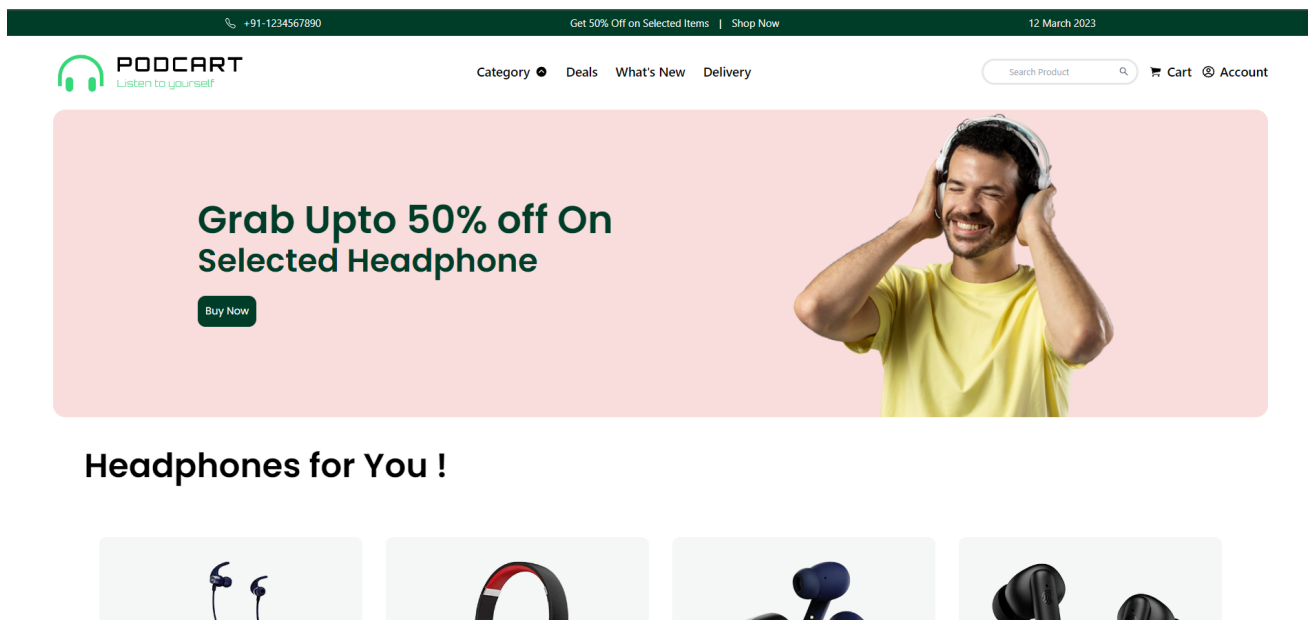 +91-1234567890
Get 50% Off on Selected Items | Shop Now
12 March 2023
PODCART
Listen to yourself
Category
Deals
What's New
Delivery
Search Product
Cart
Account
Grab Upto 50% off On
Selected Headphone
Buy Now
Headphones for You !